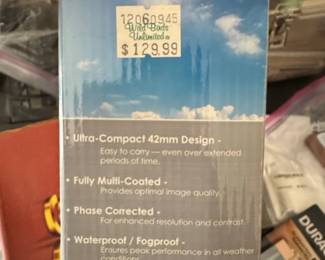 12060945
Wild Birds
Unlimited®
$129.99
• Ultra-Compact 42mm Design -
Easy to carry — even over extended
periods of time.
• Fully Multi-Coated -
Provides optimal image quality.
• Phase Corrected -
For enhanced resolution and contrast.
• Waterproof / Fogproof -
Ensures peak performance in all weather
conditions.
DURA